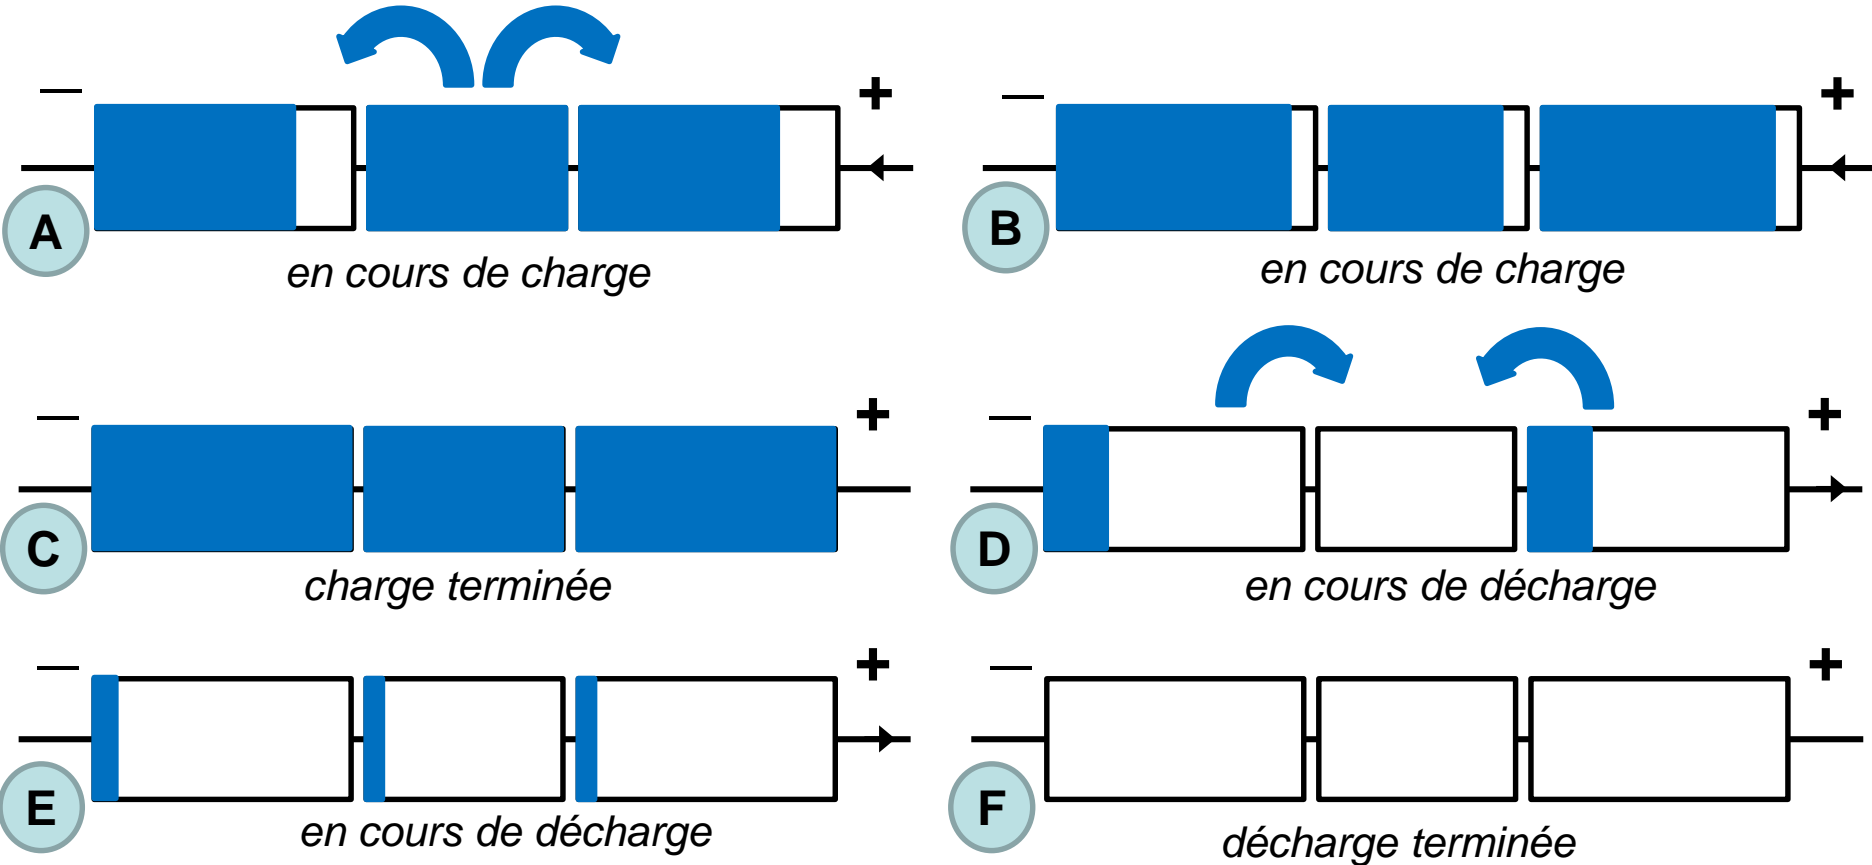 — +
A
en cours de charge
— +
B
en cours de charge
— +
C
charge terminée
— +
D
en cours de décharge
— +
E
en cours de décharge
— +
F
décharge terminée